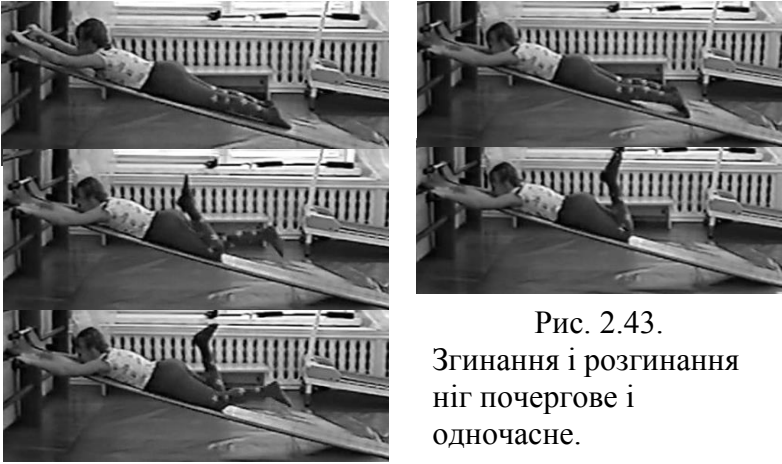 Рис. 2.43.
Згинання і розгинання
ніг почергове і
одночасне.